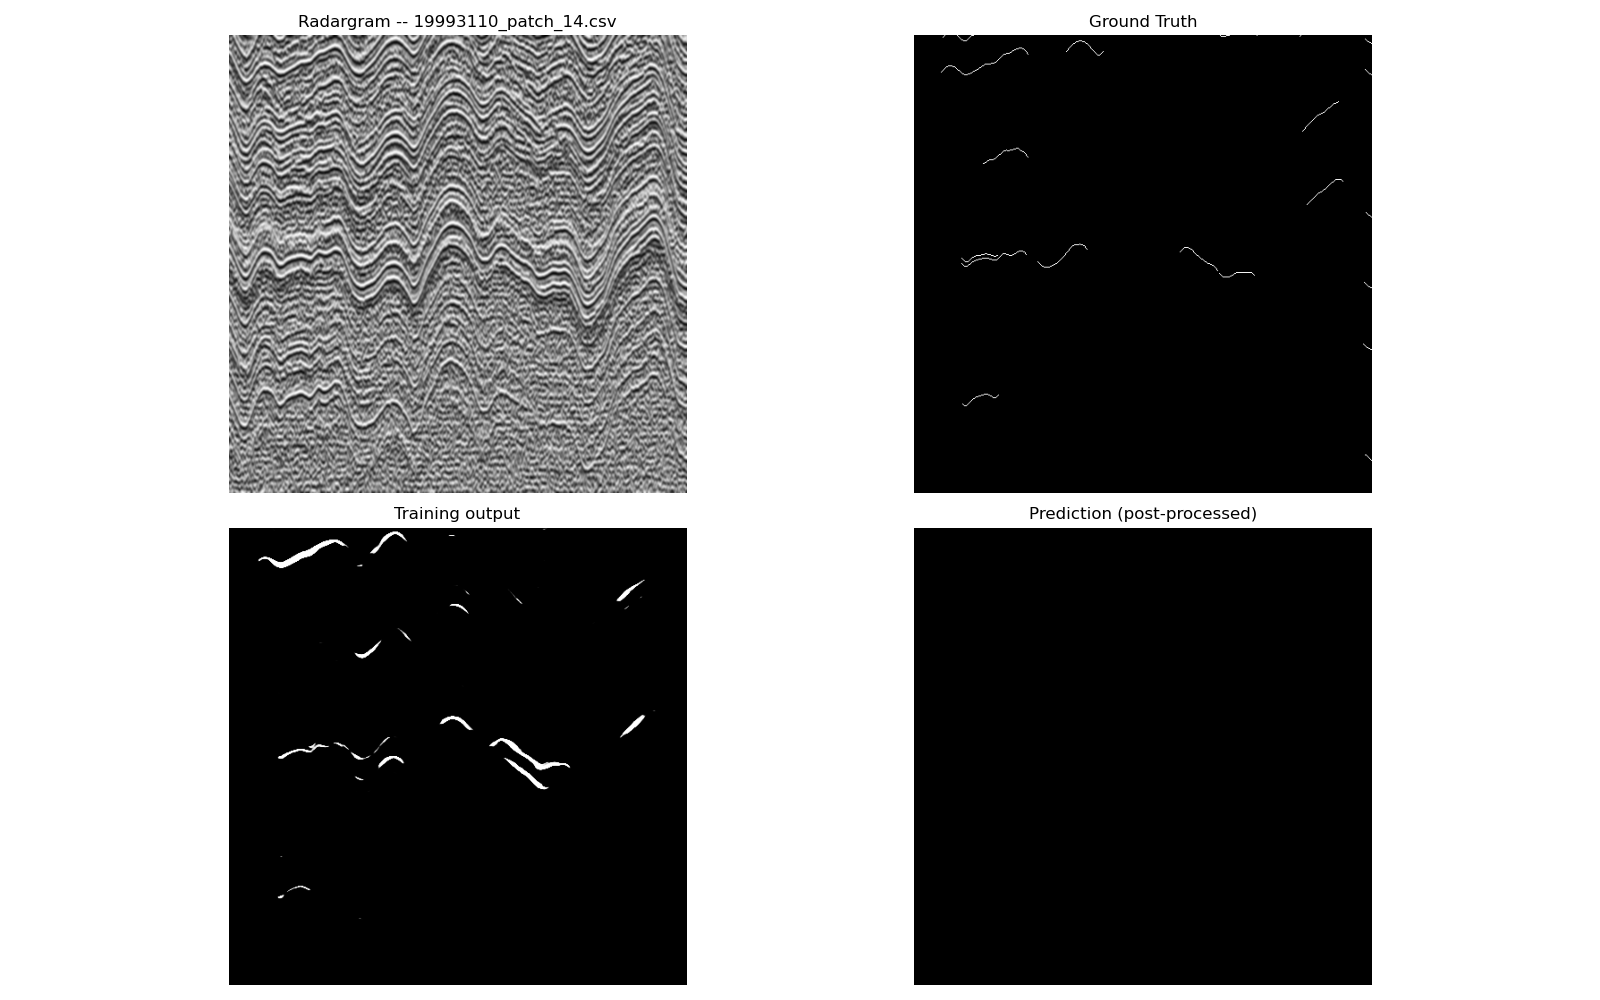 Radargram -- 19993110_patch_14.csv
Ground Truth
Training output
Prediction (post-processed)